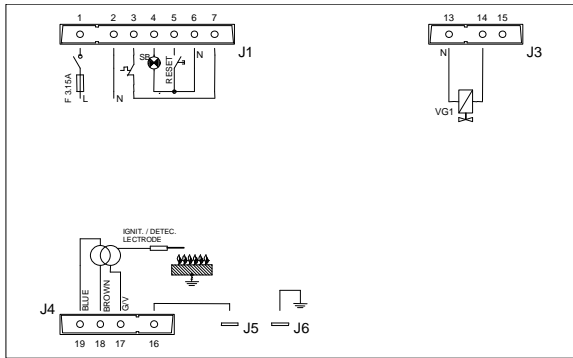 1 2 3 4 5 6 7
J1
13 14 15
J3
SB
RESET
N
F 3.15A
L
N
N
VG1
IGNIT. / DETEC.
LECTRODE
BLUE
BROWN
G/V
J4
J5
J6
19 18 17 16